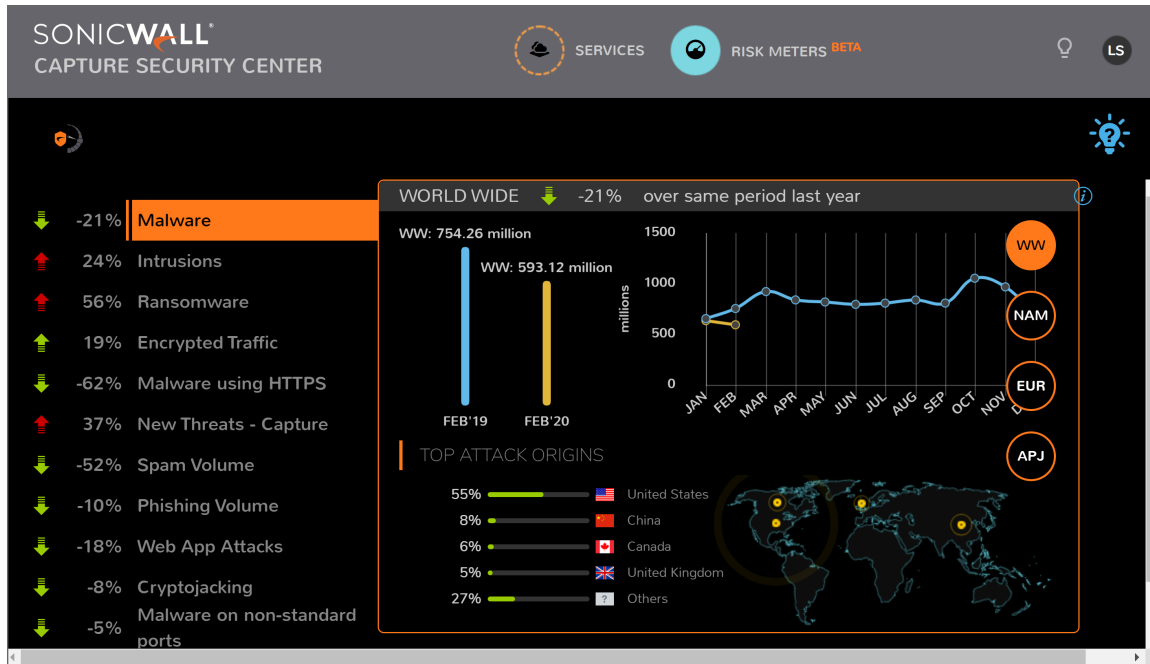 SONICWALL®
CAPTURE SECURITY CENTER
SERVICES
RISK METERS BETA
LS
-21% Malware
24% Intrusions
56% Ransomware
19% Encrypted Traffic
-62% Malware using HTTPS
37% New Threats - Capture
-52% Spam Volume
-10% Phishing Volume
-18% Web App Attacks
-8% Cryptojacking
-5% Malware on non-standard
ports
WORLD WIDE -21% over same period last year
WW: 754.26 million
WW: 593.12 million
FEB'19 FEB'20
millions
1500
1000
500
0
JAN FEB MAR APR MAY JUN JUL AUG SEP OCT NOV
WW
NAM
EUR
APJ
TOP ATTACK ORIGINS
55% United States
8% China
6% Canada
5% United Kingdom
27% ? Others